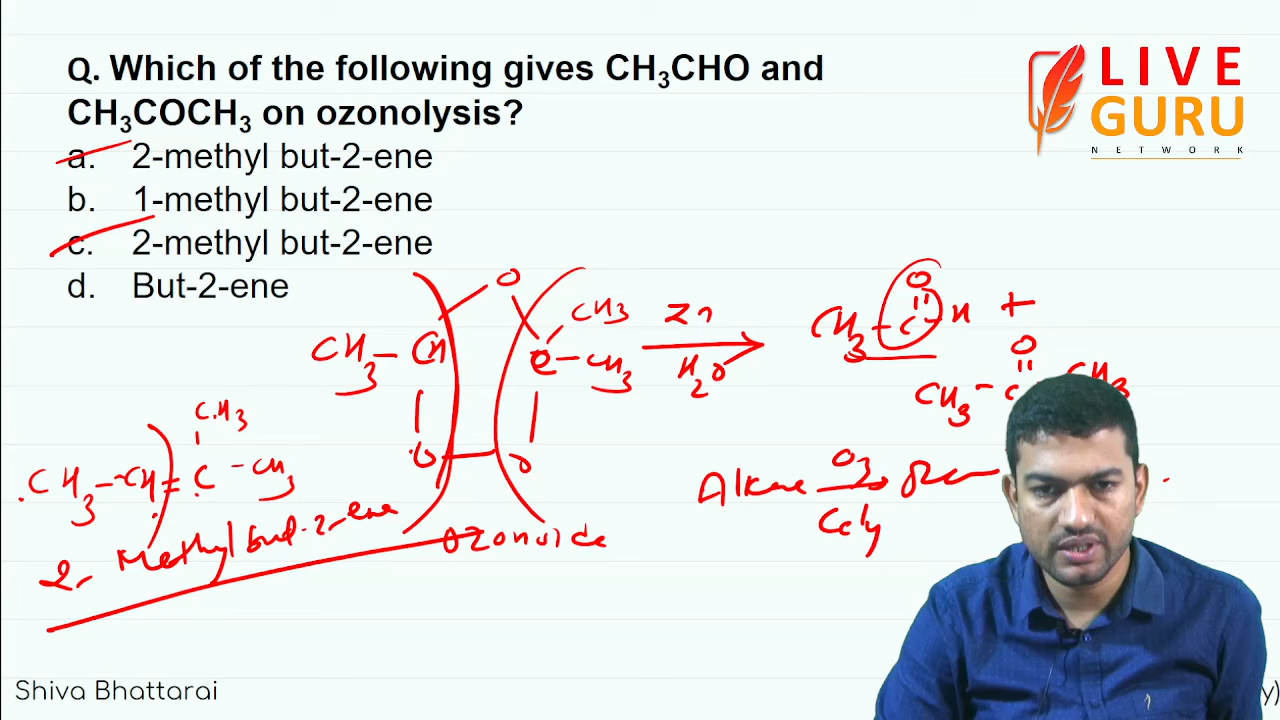 Q. Which of the following gives CH₃CHO and
CH₃COCH₃ on ozonolysis?
a. 2-methyl but-2-ene
b. 1-methyl but-2-ene
c. 2-methyl but-2-ene
d. But-2-ene
LIVE
GURU
NETWORK
O
CH₃ - CH
C - CH₃
CH₃
O O
Zn
H₂O
O
CH₃ - C - H +
O
CH₃ - C CH₃
CH₃
CH₃ - CH = C - CH₃
2- Methyl but-2-ene
Ozonide
Alkene O₃
Shiva Bhattarai
y)